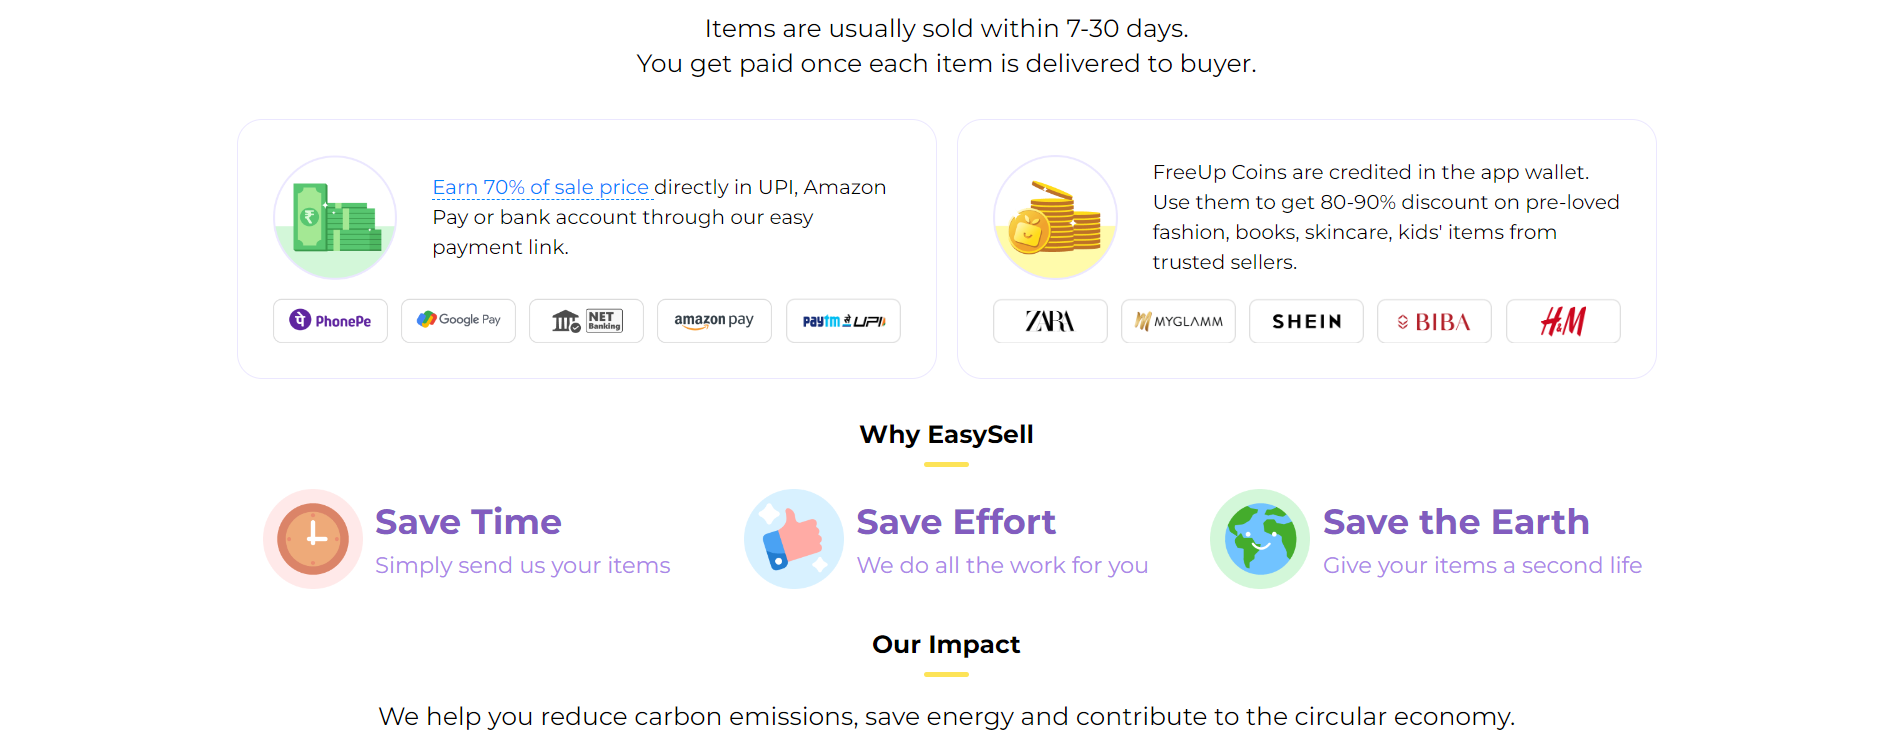 Items are usually sold within 7-30 days.
You get paid once each item is delivered to buyer.
Earn 70% of sale price directly in UPI, Amazon
Pay or bank account through our easy
payment link.
पे PhonePe
Google Pay
NET
Banking
amazon pay
paytm UPI
FreeUp Coins are credited in the app wallet.
Use them to get 80-90% discount on pre-loved
fashion, books, skincare, kids' items from
trusted sellers.
ZARA
MYGLAMM
SHEIN
BIBA
H&M
Why EasySell
Save Time
Simply send us your items
Save Effort
We do all the work for you
Save the Earth
Give your items a second life
Our Impact
We help you reduce carbon emissions, save energy and contribute to the circular economy.